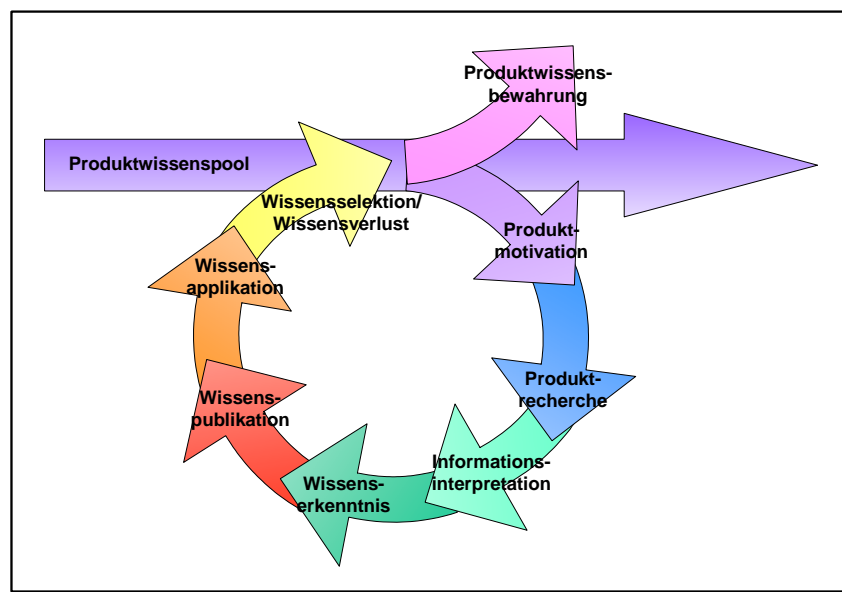 Produktwissens-
bewahrung
Produktwissenspool
Wissensselektion/
Wissensverlust
Produkt-
motivation
Wissens-
applikation
Produkt-
recherche
Wissens-
publikation
Informations-
interpretation
Wissens-
erkenntnis